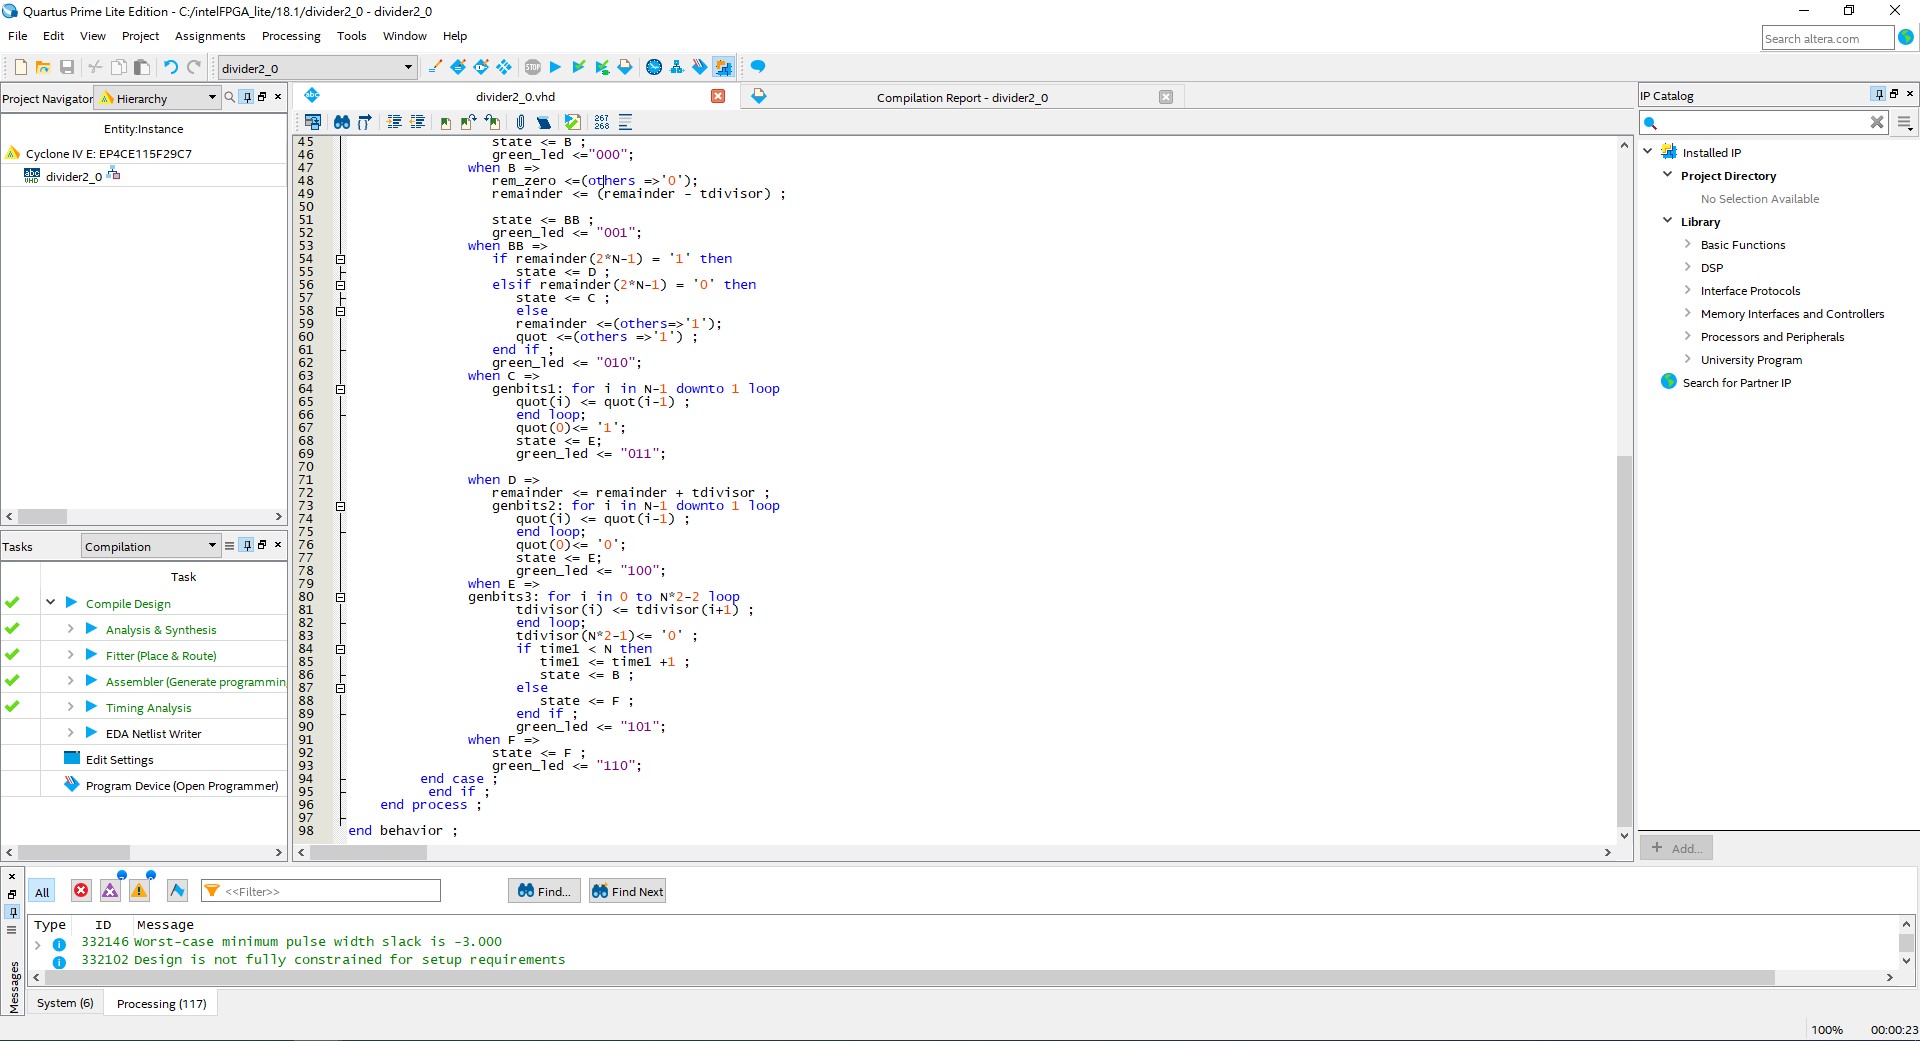 Quartus Prime Lite Edition - C:/intelFPGA_lite/18.1/divider2_0 - divider2_0
File Edit View Project Assignments Processing Tools Window Help
Search altera.com
divider2_0
Project Navigator Hierarchy
Entity:Instance
Cyclone IV E: EP4CE115F29C7
divider2_0
Tasks Compilation
Task
Compile Design
Analysis & Synthesis
Fitter (Place & Route)
Assembler (Generate programmin
Timing Analysis
EDA Netlist Writer
Edit Settings
Program Device (Open Programmer)
divider2_0.vhd
Compilation Report - divider2_0
45 state <= B ;
46 green_led <="000";
47 when B =>
48 rem_zero <=(others =>'0');
49 remainder <= (remainder - tdivisor) ;
50
51 state <= BB ;
52 green_led <= "001";
53 when BB =>
54 if remainder(2*N-1) = '1' then
55 state <= D ;
56 elsif remainder(2*N-1) = '0' then
57 state <= C ;
58 else
59 remainder <=(others=>'1');
60 quot <=(others =>'1') ;
61 end if ;
62 green_led <= "010";
63 when C =>
64 genbits1: for i in N-1 downto 1 loop
65 quot(i) <= quot(i-1) ;
66 end loop;
67 quot(0)<= '1';
68 state <= E;
69 green_led <= "011";
70
71 when D =>
72 remainder <= remainder + tdivisor ;
73 genbits2: for i in N-1 downto 1 loop
74 quot(i) <= quot(i-1) ;
75 end loop;
76 quot(0)<= '0';
77 state <= E;
78 green_led <= "100";
79 when E =>
80 genbits3: for i in 0 to N*2-2 loop
81 tdivisor(i) <= tdivisor(i+1) ;
82 end loop;
83 tdivisor(N*2-1)<= '0' ;
84 if time1 < N then
85 time1 <= time1 +1 ;
86 state <= B ;
87 else
88 state <= F ;
89 end if ;
90 green_led <= "101";
91 when F =>
92 state <= F ;
93 green_led <= "110";
94 end case ;
95 end if ;
96 end process ;
97
98 end behavior ;
267
268
IP Catalog
Installed IP
Project Directory
No Selection Available
Library
Basic Functions
DSP
Interface Protocols
Memory Interfaces and Controllers
Processors and Peripherals
University Program
Search for Partner IP
+ Add...
All <<Filter>> Find... Find Next
Type ID Message
332146 Worst-case minimum pulse width slack is -3.000
332102 Design is not fully constrained for setup requirements
System (6) Processing (117)
Messages
100% 00:00:23